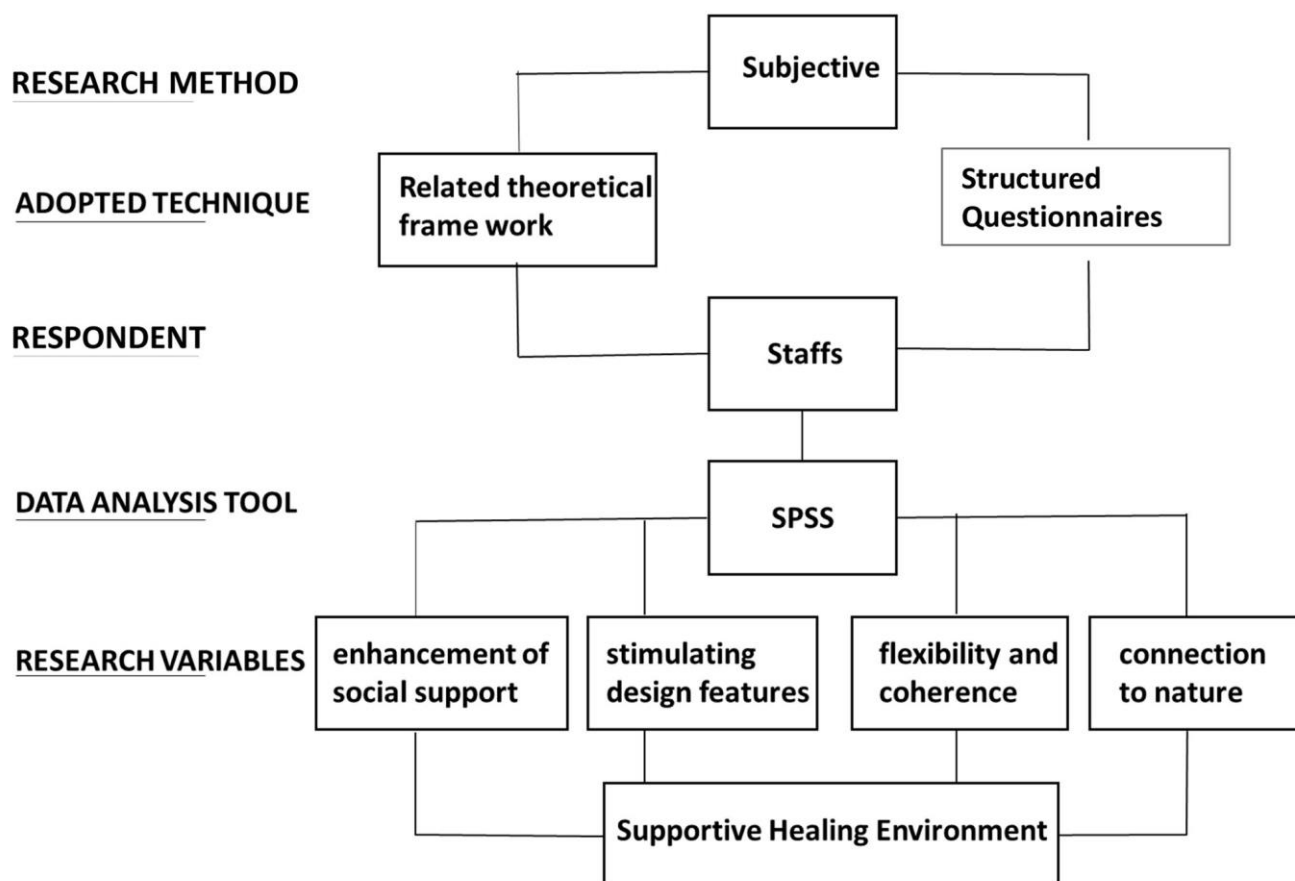 RESEARCH METHOD
Subjective
ADOPTED TECHNIQUE
Related theoretical
frame work
Structured
Questionnaires
RESPONDENT
Staffs
DATA ANALYSIS TOOL
SPSS
RESEARCH VARIABLES
enhancement of
social support
stimulating
design features
flexibility and
coherence
connection
to nature
Supportive Healing Environment